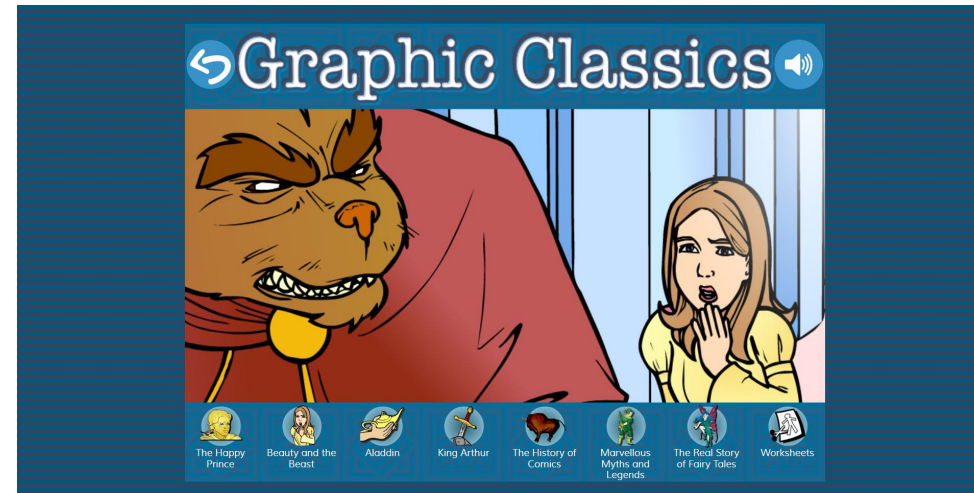 Graphic Classics
The Happy
Prince
Beauty and the
Beast
Aladdin
King Arthur
The History of
Comics
Marvellous
Myths and
Legends
The Real Story
of Fairy Tales
Worksheets